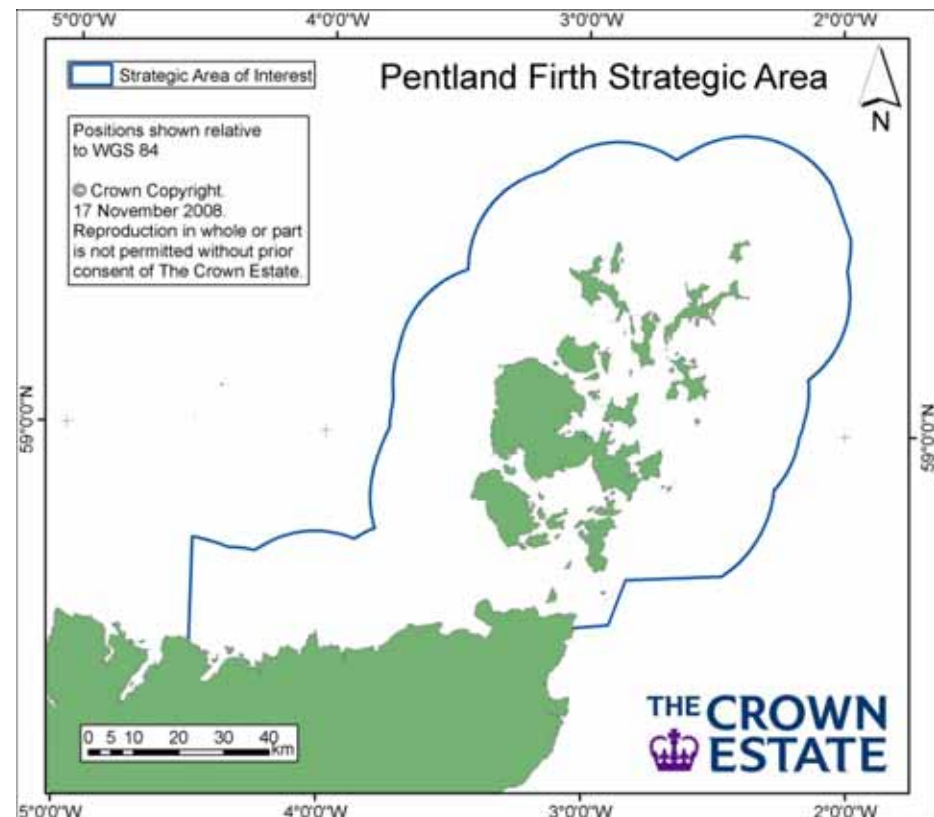 5°0'0"W 4°0'0"W 3°0'0"W 2°0'0"W
Strategic Area of Interest
Pentland Firth Strategic Area
N
Positions shown relative
to WGS 84
© Crown Copyright.
17 November 2008.
Reproduction in whole or part
is not permitted without prior
consent of The Crown Estate.
59°0'0"N
59°0'0"N
THE CROWN
ESTATE
0 5 10 20 30 40
km
5°0'0"W 4°0'0"W 3°0'0"W 2°0'0"W